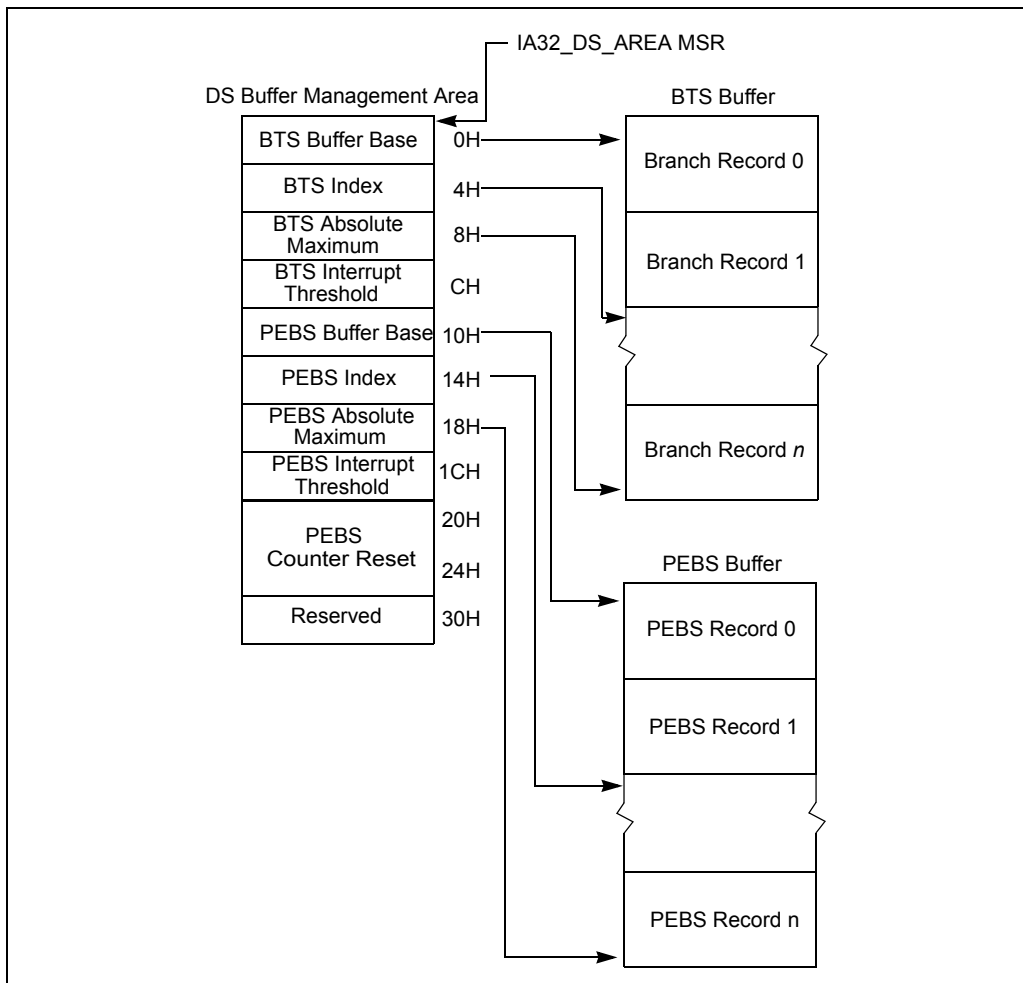 IA32_DS_AREA MSR
DS Buffer Management Area
BTS Buffer Base 0H
BTS Index 4H
BTS Absolute
Maximum 8H
BTS Interrupt
Threshold CH
PEBS Buffer Base 10H
PEBS Index 14H
PEBS Absolute
Maximum 18H
PEBS Interrupt
Threshold 1CH
20H
PEBS
Counter Reset
24H
Reserved 30H
BTS Buffer
Branch Record 0
Branch Record 1
Branch Record n
PEBS Buffer
PEBS Record 0
PEBS Record 1
PEBS Record n